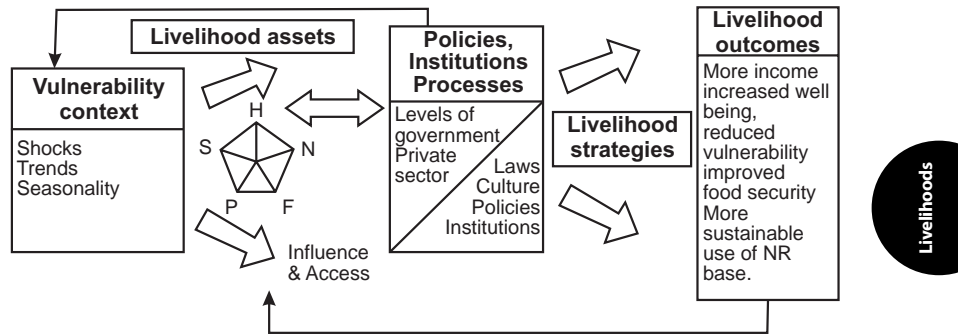 Livelihood assets
Vulnerability
context
Shocks
Trends
Seasonality
H
S
N
P
F
Influence
& Access
Policies,
Institutions
Processes
Levels of
government
Private
sector
Laws
Culture
Policies
Institutions
Livelihood
strategies
Livelihood
outcomes
More income
increased well
being,
reduced
vulnerability
improved
food security
More
sustainable
use of NR
base.
Livelihoods